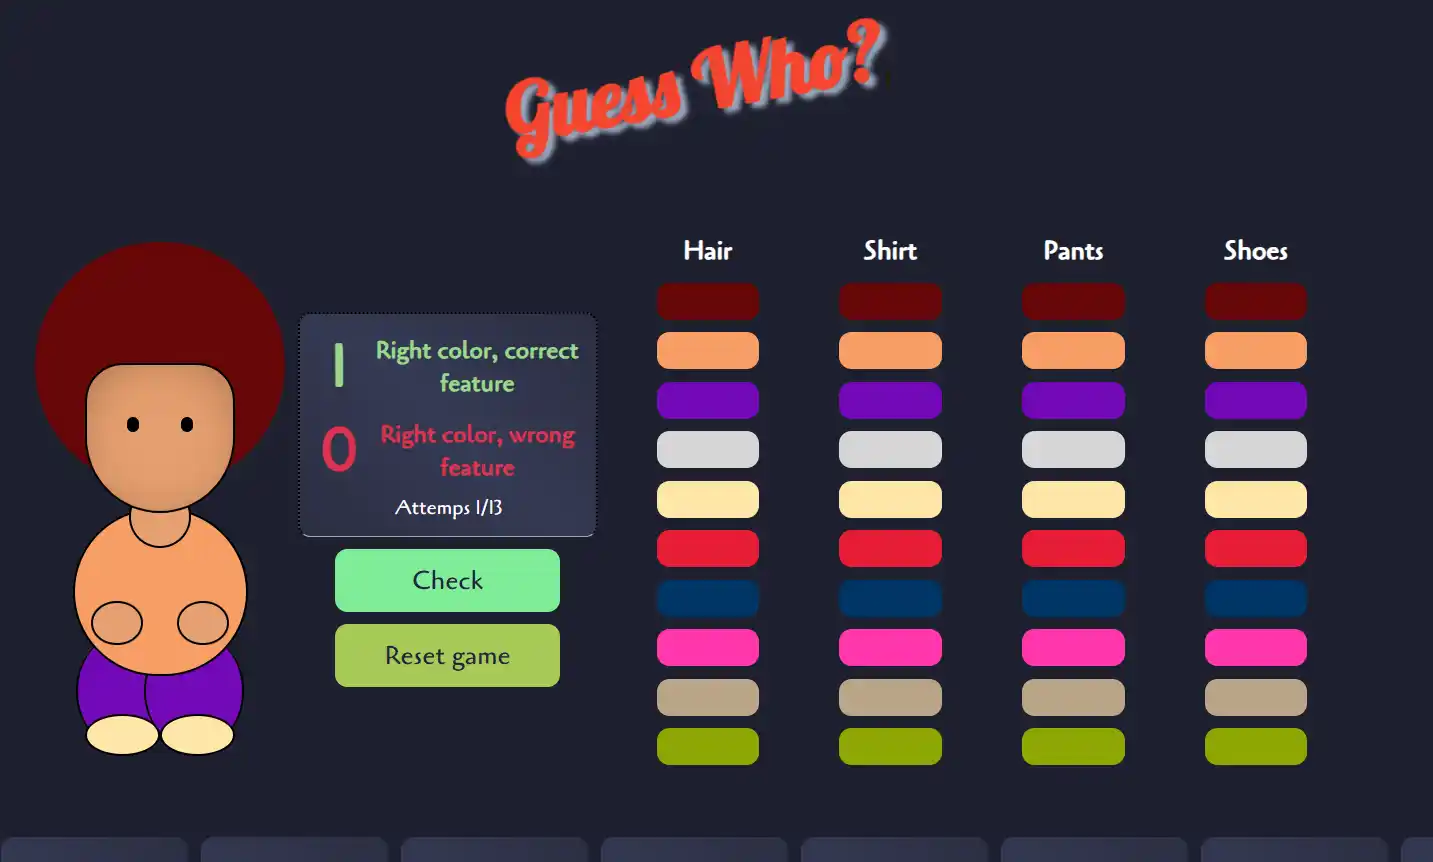 Guess Who?
Hair Shirt Pants Shoes
1 Right color, correct
feature
0 Right color, wrong
feature
Attemps 1/13
Check
Reset game